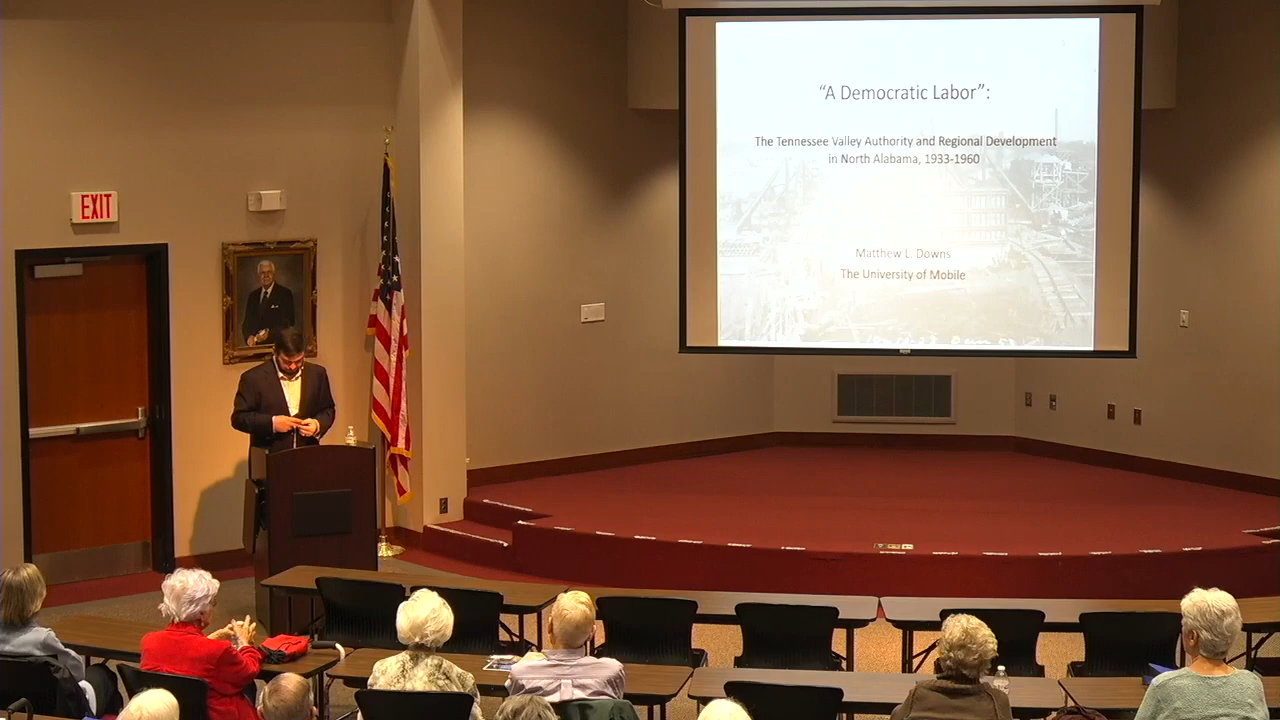 "A Democratic Labor":
The Tennessee Valley Authority and Regional Development
in North Alabama, 1933-1960
Matthew L. Downs
The University of Mobile
EXIT